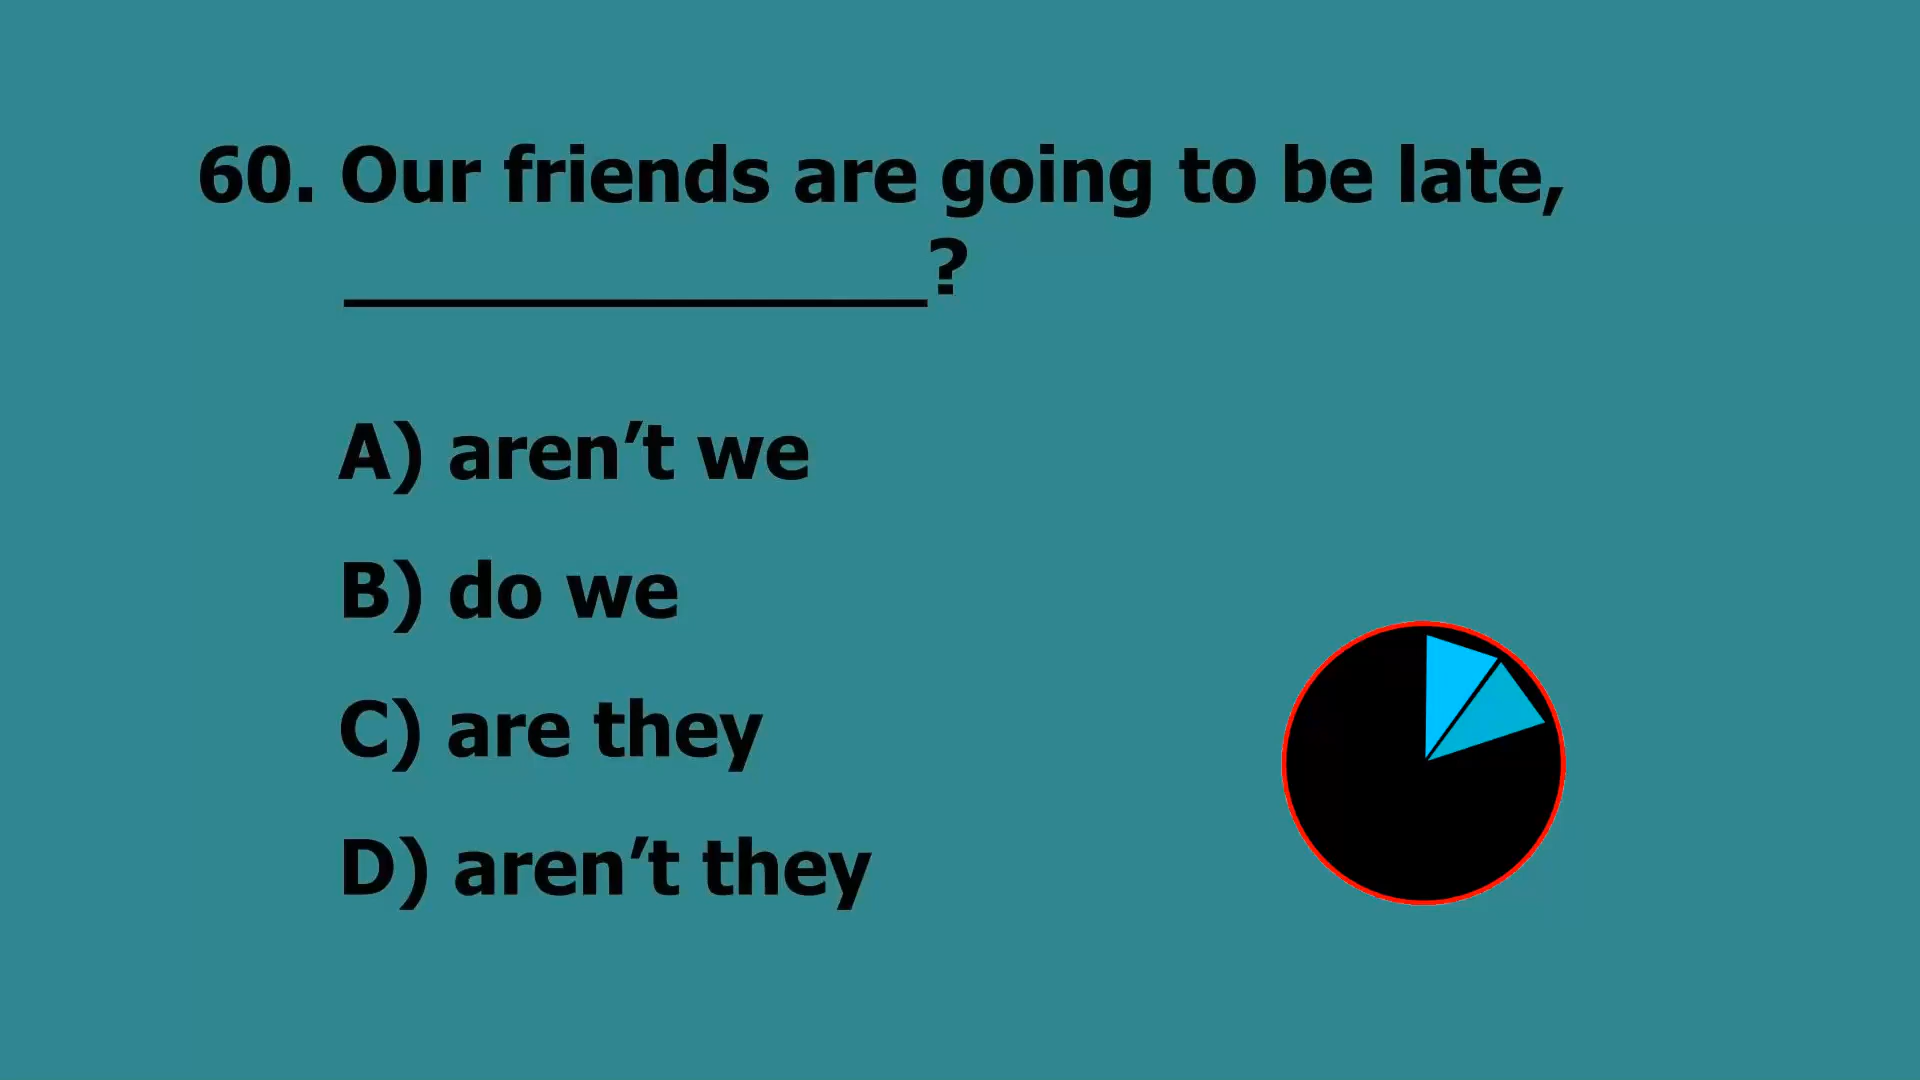 60. Our friends are going to be late,
________________?
A) aren’t we
B) do we
C) are they
D) aren’t they